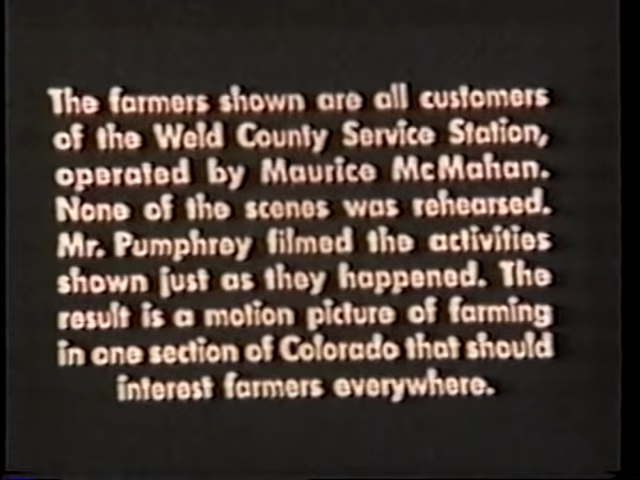 The farmers shown are all customers
of the Weld County Service Station,
operated by Maurice McMahan.
None of the scenes was rehearsed.
Mr. Pumphrey filmed the activities
shown just as they happened. The
result is a motion picture of farming
in one section of Colorado that should
interest farmers everywhere.